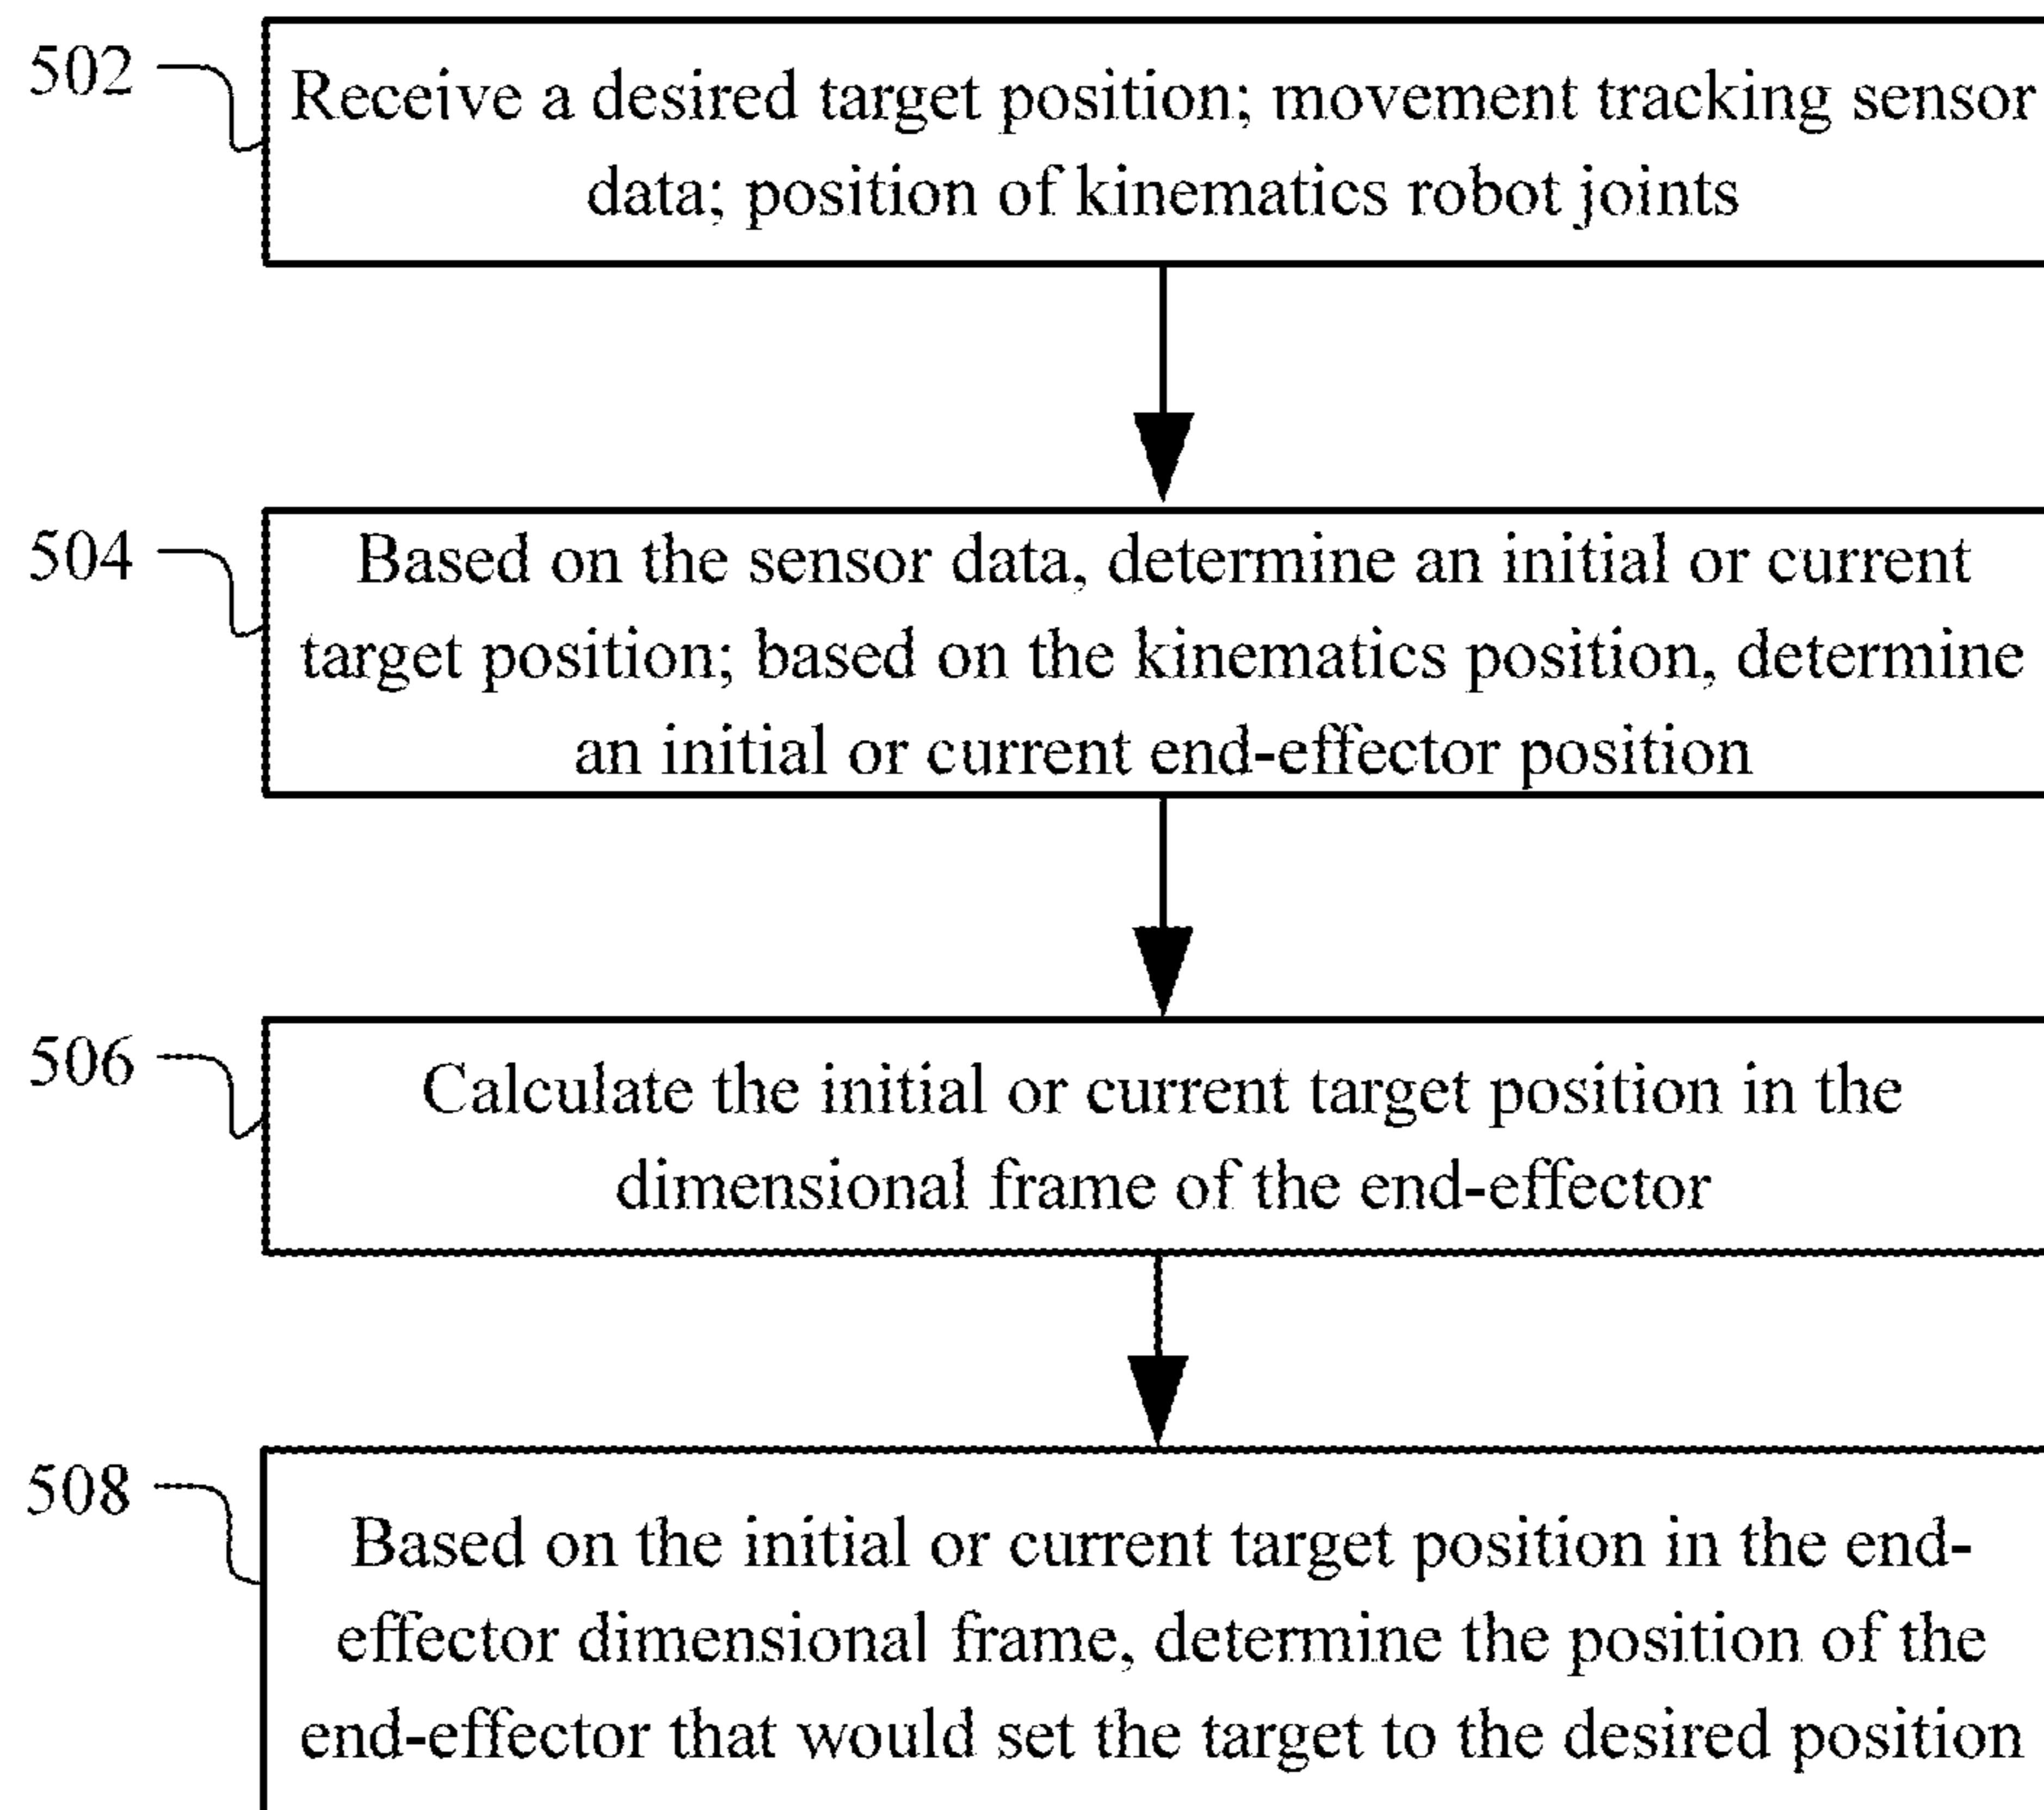 502
Receive a desired target position; movement tracking sensor
data; position of kinematics robot joints
504
Based on the sensor data, determine an initial or current
target position; based on the kinematics position, determine
an initial or current end-effector position
506
Calculate the initial or current target position in the
dimensional frame of the end-effector
508
Based on the initial or current target position in the end-
effector dimensional frame, determine the position of the
end-effector that would set the target to the desired position